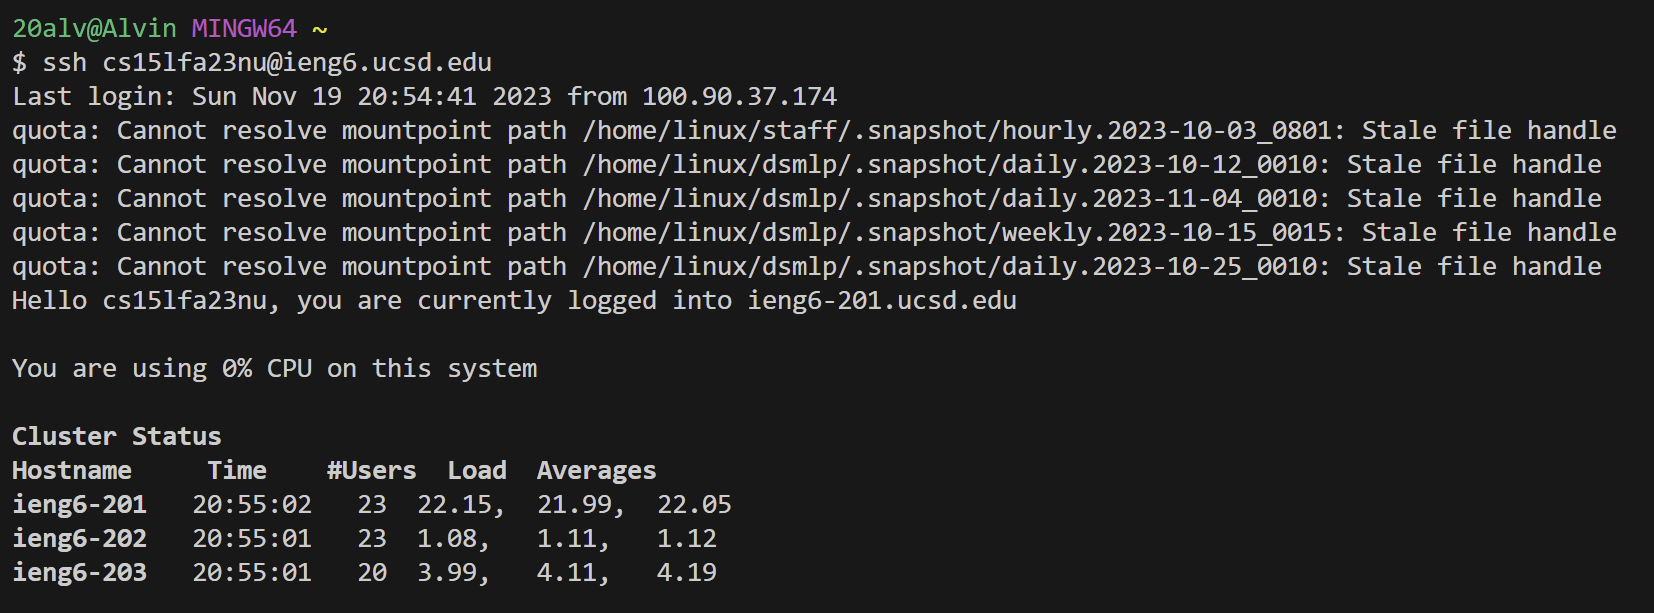 20alv@Alvin MINGW64 ~
$ ssh cs15lfa23nu@ieng6.ucsd.edu
Last login: Sun Nov 19 20:54:41 2023 from 100.90.37.174
quota: Cannot resolve mountpoint path /home/linux/staff/.snapshot/hourly.2023-10-03_0801: Stale file handle
quota: Cannot resolve mountpoint path /home/linux/dsmlp/.snapshot/daily.2023-10-12_0010: Stale file handle
quota: Cannot resolve mountpoint path /home/linux/dsmlp/.snapshot/daily.2023-11-04_0010: Stale file handle
quota: Cannot resolve mountpoint path /home/linux/dsmlp/.snapshot/weekly.2023-10-15_0015: Stale file handle
quota: Cannot resolve mountpoint path /home/linux/dsmlp/.snapshot/daily.2023-10-25_0010: Stale file handle
Hello cs15lfa23nu, you are currently logged into ieng6-201.ucsd.edu
You are using 0% CPU on this system
Cluster Status
Hostname     Time    #Users  Load  Averages
ieng6-201   20:55:02   23  22.15,  21.99,  22.05
ieng6-202   20:55:01   23  1.08,   1.11,   1.12
ieng6-203   20:55:01   20  3.99,   4.11,   4.19